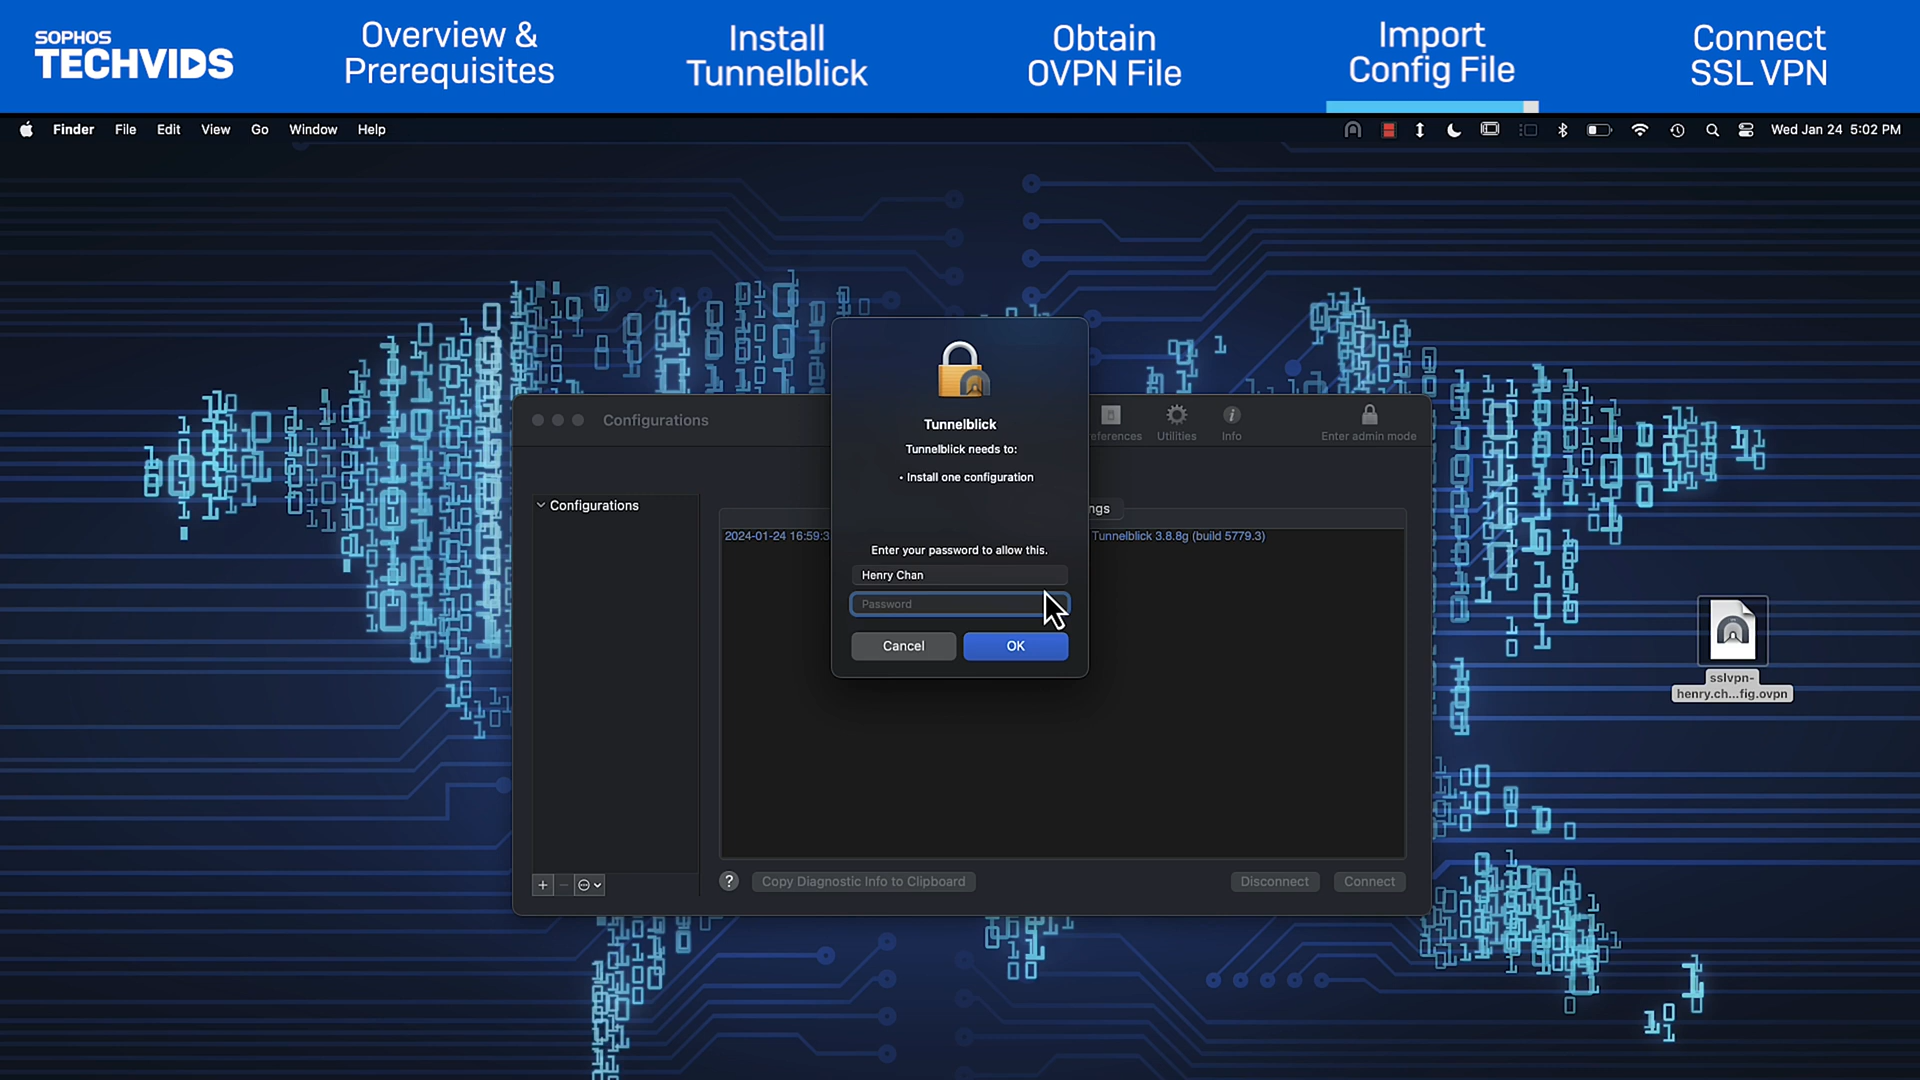 SOPHOS
TECHVIDS
Overview &
Prerequisites
Install
Tunnelblick
Obtain
OVPN File
Import
Config File
Connect
SSL VPN
Finder File Edit View Go Window Help
Wed Jan 24 5:02 PM
Configurations
eferences
Utilities
Info
Enter admin mode
Configurations
ngs
2024-01-24 16:59:3
Tunnelblick 3.8.8g (build 5779.3)
Tunnelblick
Tunnelblick needs to:
• Install one configuration
Enter your password to allow this.
Henry Chan
Password
Cancel
OK
sslvpn-
henry.ch...fig.ovpn
? Copy Diagnostic Info to Clipboard
Disconnect
Connect